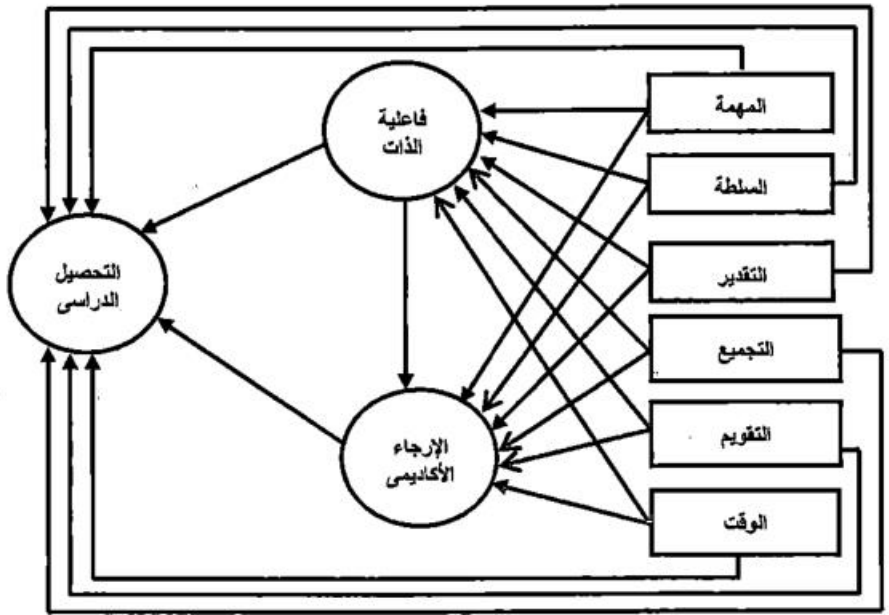 المهمة
السلطة
التقدير
التجميع
التقويم
الوقت
فاعلية
الذات
الإرجاء
الأكاديمى
التحصيل
الدراسى